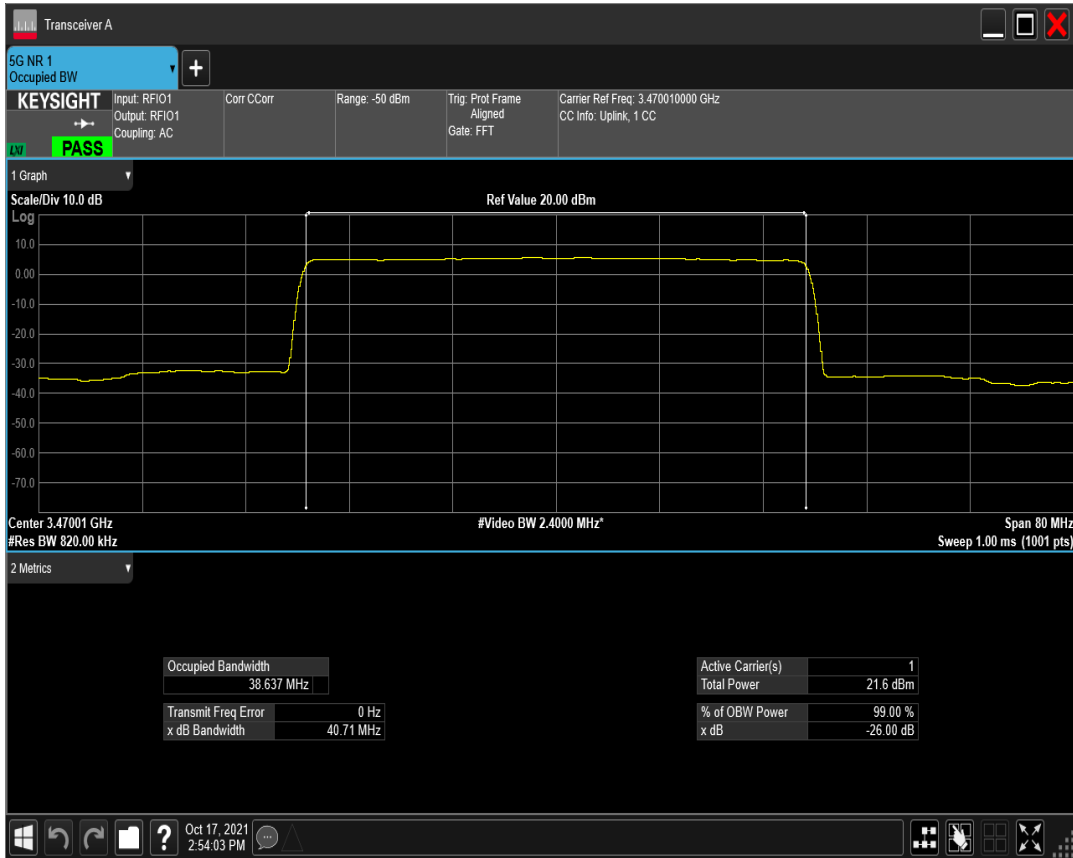 Transceiver A
5G NR 1
Occupied BW
KEYSIGHT
LXI
PASS
Input: RFIO1
Output: RFIO1
Coupling: AC
Corr CCorr
Range: -50 dBm
Trig: Prot Frame
Aligned
Gate: FFT
Carrier Ref Freq: 3.470010000 GHz
CC Info: Uplink, 1 CC
1 Graph
Scale/Div 10.0 dB
Ref Value 20.00 dBm
Log
10.0
0.00
-10.0
-20.0
-30.0
-40.0
-50.0
-60.0
-70.0
Center 3.47001 GHz
#Video BW 2.4000 MHz*
Span 80 MHz
#Res BW 820.00 kHz
Sweep 1.00 ms (1001 pts)
2 Metrics
Occupied Bandwidth
38.637 MHz
Transmit Freq Error 0 Hz
x dB Bandwidth 40.71 MHz
Active Carrier(s) 1
Total Power 21.6 dBm
% of OBW Power 99.00 %
x dB -26.00 dB
?
Oct 17, 2021
2:54:03 PM